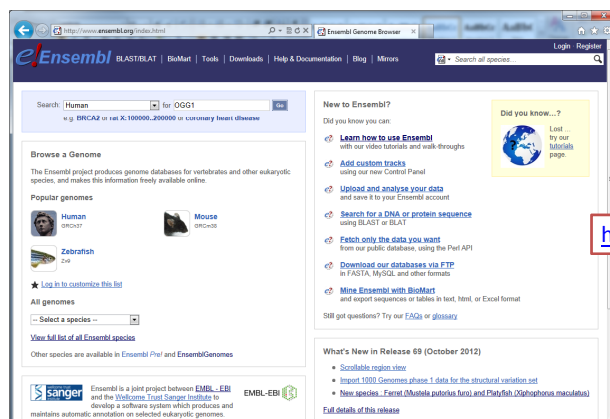 http://www.ensembl.org/index.html
Ensembl Genome Browser
Login Register
e!Ensembl BLAST/BLAT | BioMart | Tools | Downloads | Help & Documentation | Blog | Mirrors
Search all species...
Search: Human for OGG1 Go
e.g. BRCA2 or rat X:100000..200000 or coronary heart disease
Browse a Genome
The Ensembl project produces genome databases for vertebrates and other eukaryotic
species, and makes this information freely available online.
Popular genomes
Human
GRCh37
Mouse
GRCm38
Zebrafish
Zv9
Log in to customize this list
All genomes
-- Select a species --
View full list of all Ensembl species
Other species are available in Ensembl Pre! and EnsemblGenomes
wellcome trust
sanger
institute
Ensembl is a joint project between EMBL - EBI
and the Wellcome Trust Sanger Institute to
develop a software system which produces and
maintains automatic annotation on selected eukaryotic genomes.
EMBL-EBI
New to Ensembl?
Did you know you can:
Learn how to use Ensembl
with our video tutorials and walk-throughs
Add custom tracks
using our new Control Panel
Upload and analyse your data
and save it to your Ensembl account
Search for a DNA or protein sequence
using BLAST or BLAT
Fetch only the data you want
from our public database, using the Perl API
Download our databases via FTP
in FASTA, MySQL and other formats
Mine Ensembl with BioMart
and export sequences or tables in text, html, or Excel format
Still got questions? Try our FAQs or glossary
Did you know...?
Lost ...
try our
tutorials
page.
h
What's New in Release 69 (October 2012)
Scrollable region view
Import 1000 Genomes phase 1 data for the structural variation set
New species : Ferret (Mustela putorius furo) and Platyfish (Xiphophorus maculatus)
Full details of this release